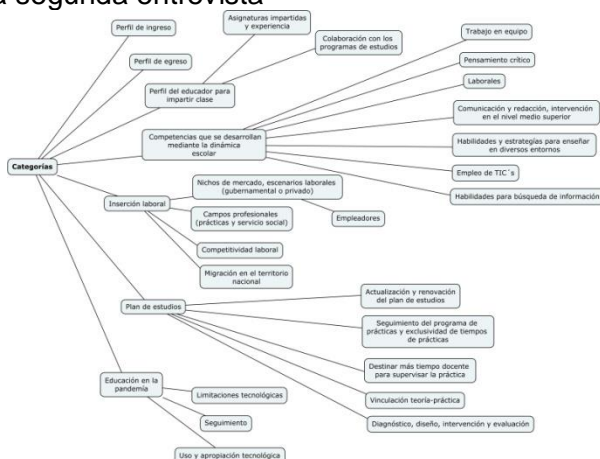 a segunda entrevista
Perfil de ingreso
Asignaturas impartidas
y experiencia
Colaboración con los
programas de estudios
Perfil de egreso
Perfil del educador para
impartir clase
Trabajo en equipo
Pensamiento crítico
Laborales
Comunicación y redacción, intervención
en el nivel medio superior
Competencias que se desarrollan
mediante la dinámica
escolar
Habilidades y estrategias para enseñar
en diversos entornos
Empleo de TIC´s
Habilidades para búsqueda de información
Categorías
Nichos de mercado, escenarios laborales
(gubernamental o privado)
Inserción laboral
Campos profesionales
(prácticas y servicio social)
Empleadores
Competitividad laboral
Migración en el territorio
nacional
Plan de estudios
Actualización y renovación
del plan de estudios
Seguimiento del programa de
prácticas y exclusividad de tiempos
de prácticas
Destinar más tiempo docente
para supervisar la práctica
Vinculación teoría-práctica
Diagnóstico, diseño, intervención y evaluación
Educación en la
pandemia
Limitaciones tecnológicas
Seguimiento
Uso y apropiación tecnológica